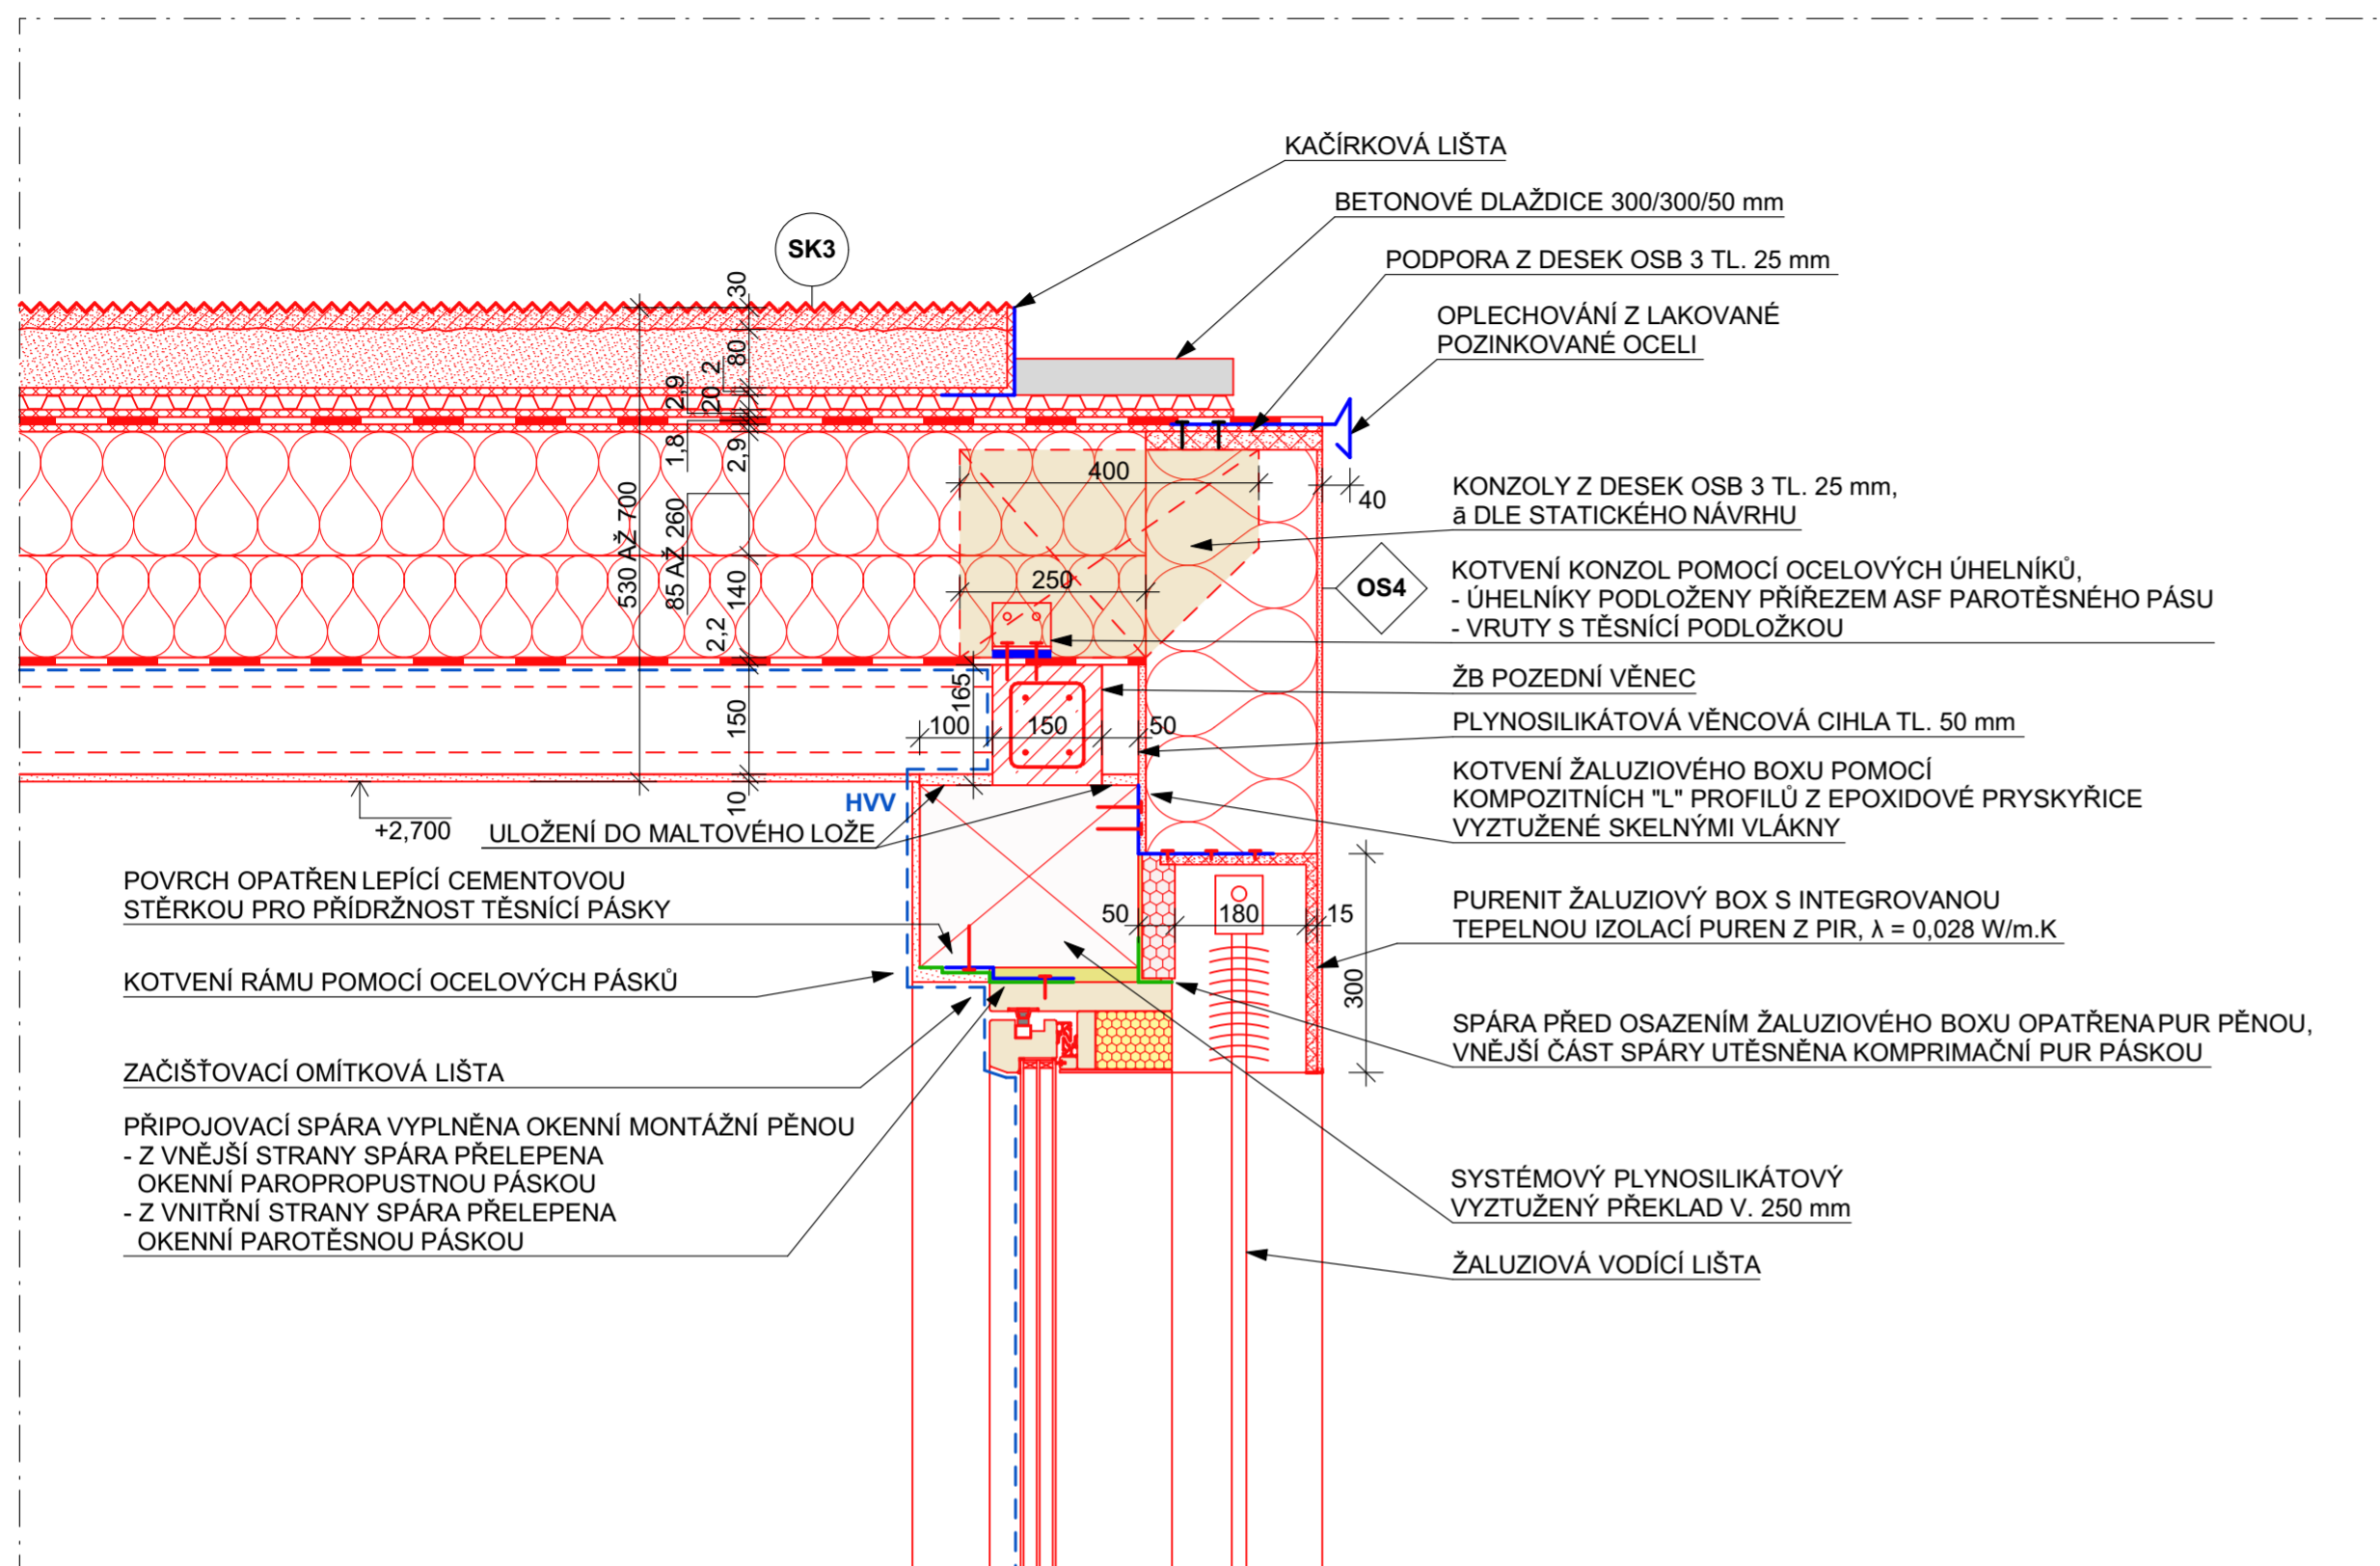 KAČÍRKOVÁ LIŠTA
BETONOVÉ DLAŽDICE 300/300/50 mm
SK3
PODPORA Z DESEK OSB 3 TL. 25 mm
OPLECHOVÁNÍ Z LAKOVANÉ
POZINKOVANÉ OCELI
30
80
2
20
2,9
1,8
2,9
530 AŽ 700
85 AŽ 260
140
2,2
150
10
165
400
250
40
KONZOLY Z DESEK OSB 3 TL. 25 mm,
ā DLE STATICKÉHO NÁVRHU
OS4
KOTVENÍ KONZOL POMOCÍ OCELOVÝCH ÚHELNÍKŮ,
- ÚHELNÍKY PODLOŽENY PŘÍŘEZEM ASF PAROTĚSNÉHO PÁSU
- VRUTY S TĚSNÍCÍ PODLOŽKOU
ŽB POZEDNÍ VĚNEC
100
150
50
PLYNOSILIKÁTOVÁ VĚNCOVÁ CIHLA TL. 50 mm
KOTVENÍ ŽALUZIOVÉHO BOXU POMOCÍ
KOMPOZITNÍCH "L" PROFILŮ Z EPOXIDOVÉ PRYSKYŘICE
VYZTUŽENÉ SKELNÝMI VLÁKNY
HVV
+2,700
ULOŽENÍ DO MALTOVÉHO LOŽE
POVRCH OPATŘEN LEPÍCÍ CEMENTOVOU
STĚRKOU PRO PŘÍDRŽNOST TĚSNÍCÍ PÁSKY
50
180
15
300
PURENIT ŽALUZIOVÝ BOX S INTEGROVANOU
TEPELNOU IZOLACÍ PUREN Z PIR, λ = 0,028 W/m.K
KOTVENÍ RÁMU POMOCÍ OCELOVÝCH PÁSKŮ
SPÁRA PŘED OSAZENÍM ŽALUZIOVÉHO BOXU OPATŘENA PUR PĚNOU,
VNĚJŠÍ ČÁST SPÁRY UTĚSNĚNA KOMPRIMAČNÍ PUR PÁSKOU
ZAČIŠŤOVACÍ OMÍTKOVÁ LIŠTA
PŘIPOJOVACÍ SPÁRA VYPLNĚNA OKENNÍ MONTÁŽNÍ PĚNOU
- Z VNĚJŠÍ STRANY SPÁRA PŘELEPENA
OKENNÍ PAROPROPUSTNOU PÁSKOU
- Z VNITŘNÍ STRANY SPÁRA PŘELEPENA
OKENNÍ PAROTĚSNOU PÁSKOU
SYSTÉMOVÝ PLYNOSILIKÁTOVÝ
VYZTUŽENÝ PŘEKLAD V. 250 mm
ŽALUZIOVÁ VODÍCÍ LIŠTA